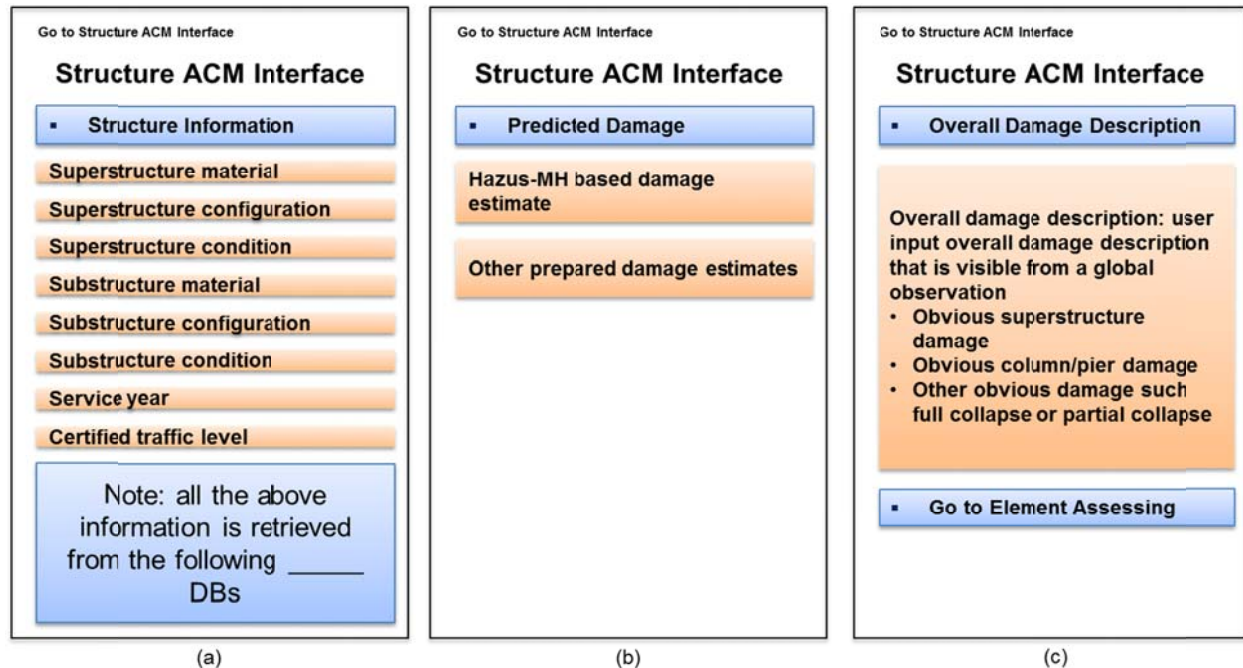 Go to Structure ACM Interface
Structure ACM Interface
▪ Structure Information
Superstructure material
Superstructure configuration
Superstructure condition
Substructure material
Substructure configuration
Substructure condition
Service year
Certified traffic level
Note: all the above
information is retrieved
from the following _____
DBs
(a)
Go to Structure ACM Interface
Structure ACM Interface
▪ Predicted Damage
Hazus-MH based damage
estimate
Other prepared damage estimates
(b)
Go to Structure ACM Interface
Structure ACM Interface
▪ Overall Damage Description
Overall damage description: user
input overall damage description
that is visible from a global
observation
• Obvious superstructure
damage
• Obvious column/pier damage
• Other obvious damage such
full collapse or partial collapse
▪ Go to Element Assessing
(c)